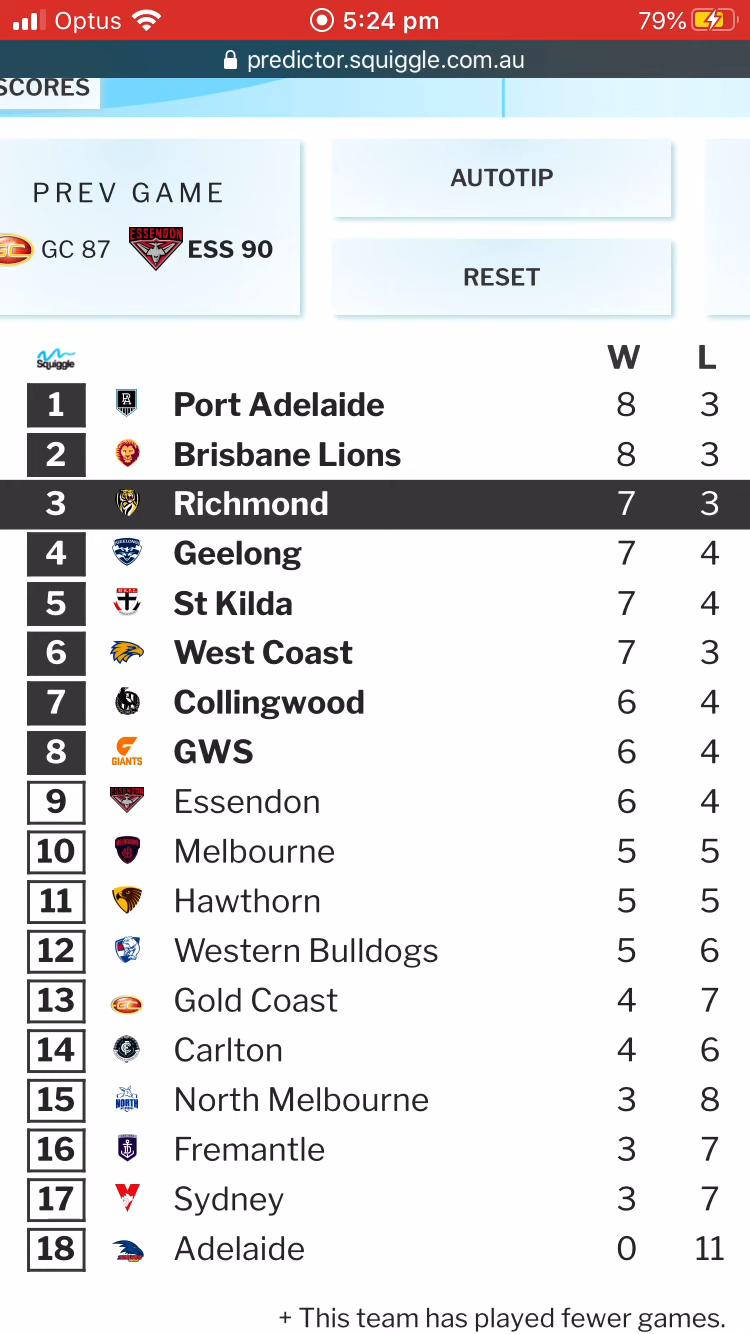 Optus 5:24 pm 79%
predictor.squiggle.com.au
SCORES
PREV GAME
GC 87 ESSENDON ESS 90
AUTOTIP
RESET
Squiggle W L
1 Port Adelaide 8 3
2 Brisbane Lions 8 3
3 Richmond 7 3
4 Geelong 7 4
5 St Kilda 7 4
6 West Coast 7 3
7 Collingwood 6 4
8 GIANTS GWS 6 4
9 Essendon 6 4
10 Melbourne 5 5
11 Hawthorn 5 5
12 Western Bulldogs 5 6
13 Gold Coast 4 7
14 Carlton 4 6
15 NORTH North Melbourne 3 8
16 Fremantle 3 7
17 Sydney 3 7
18 Adelaide 0 11
+ This team has played fewer games.